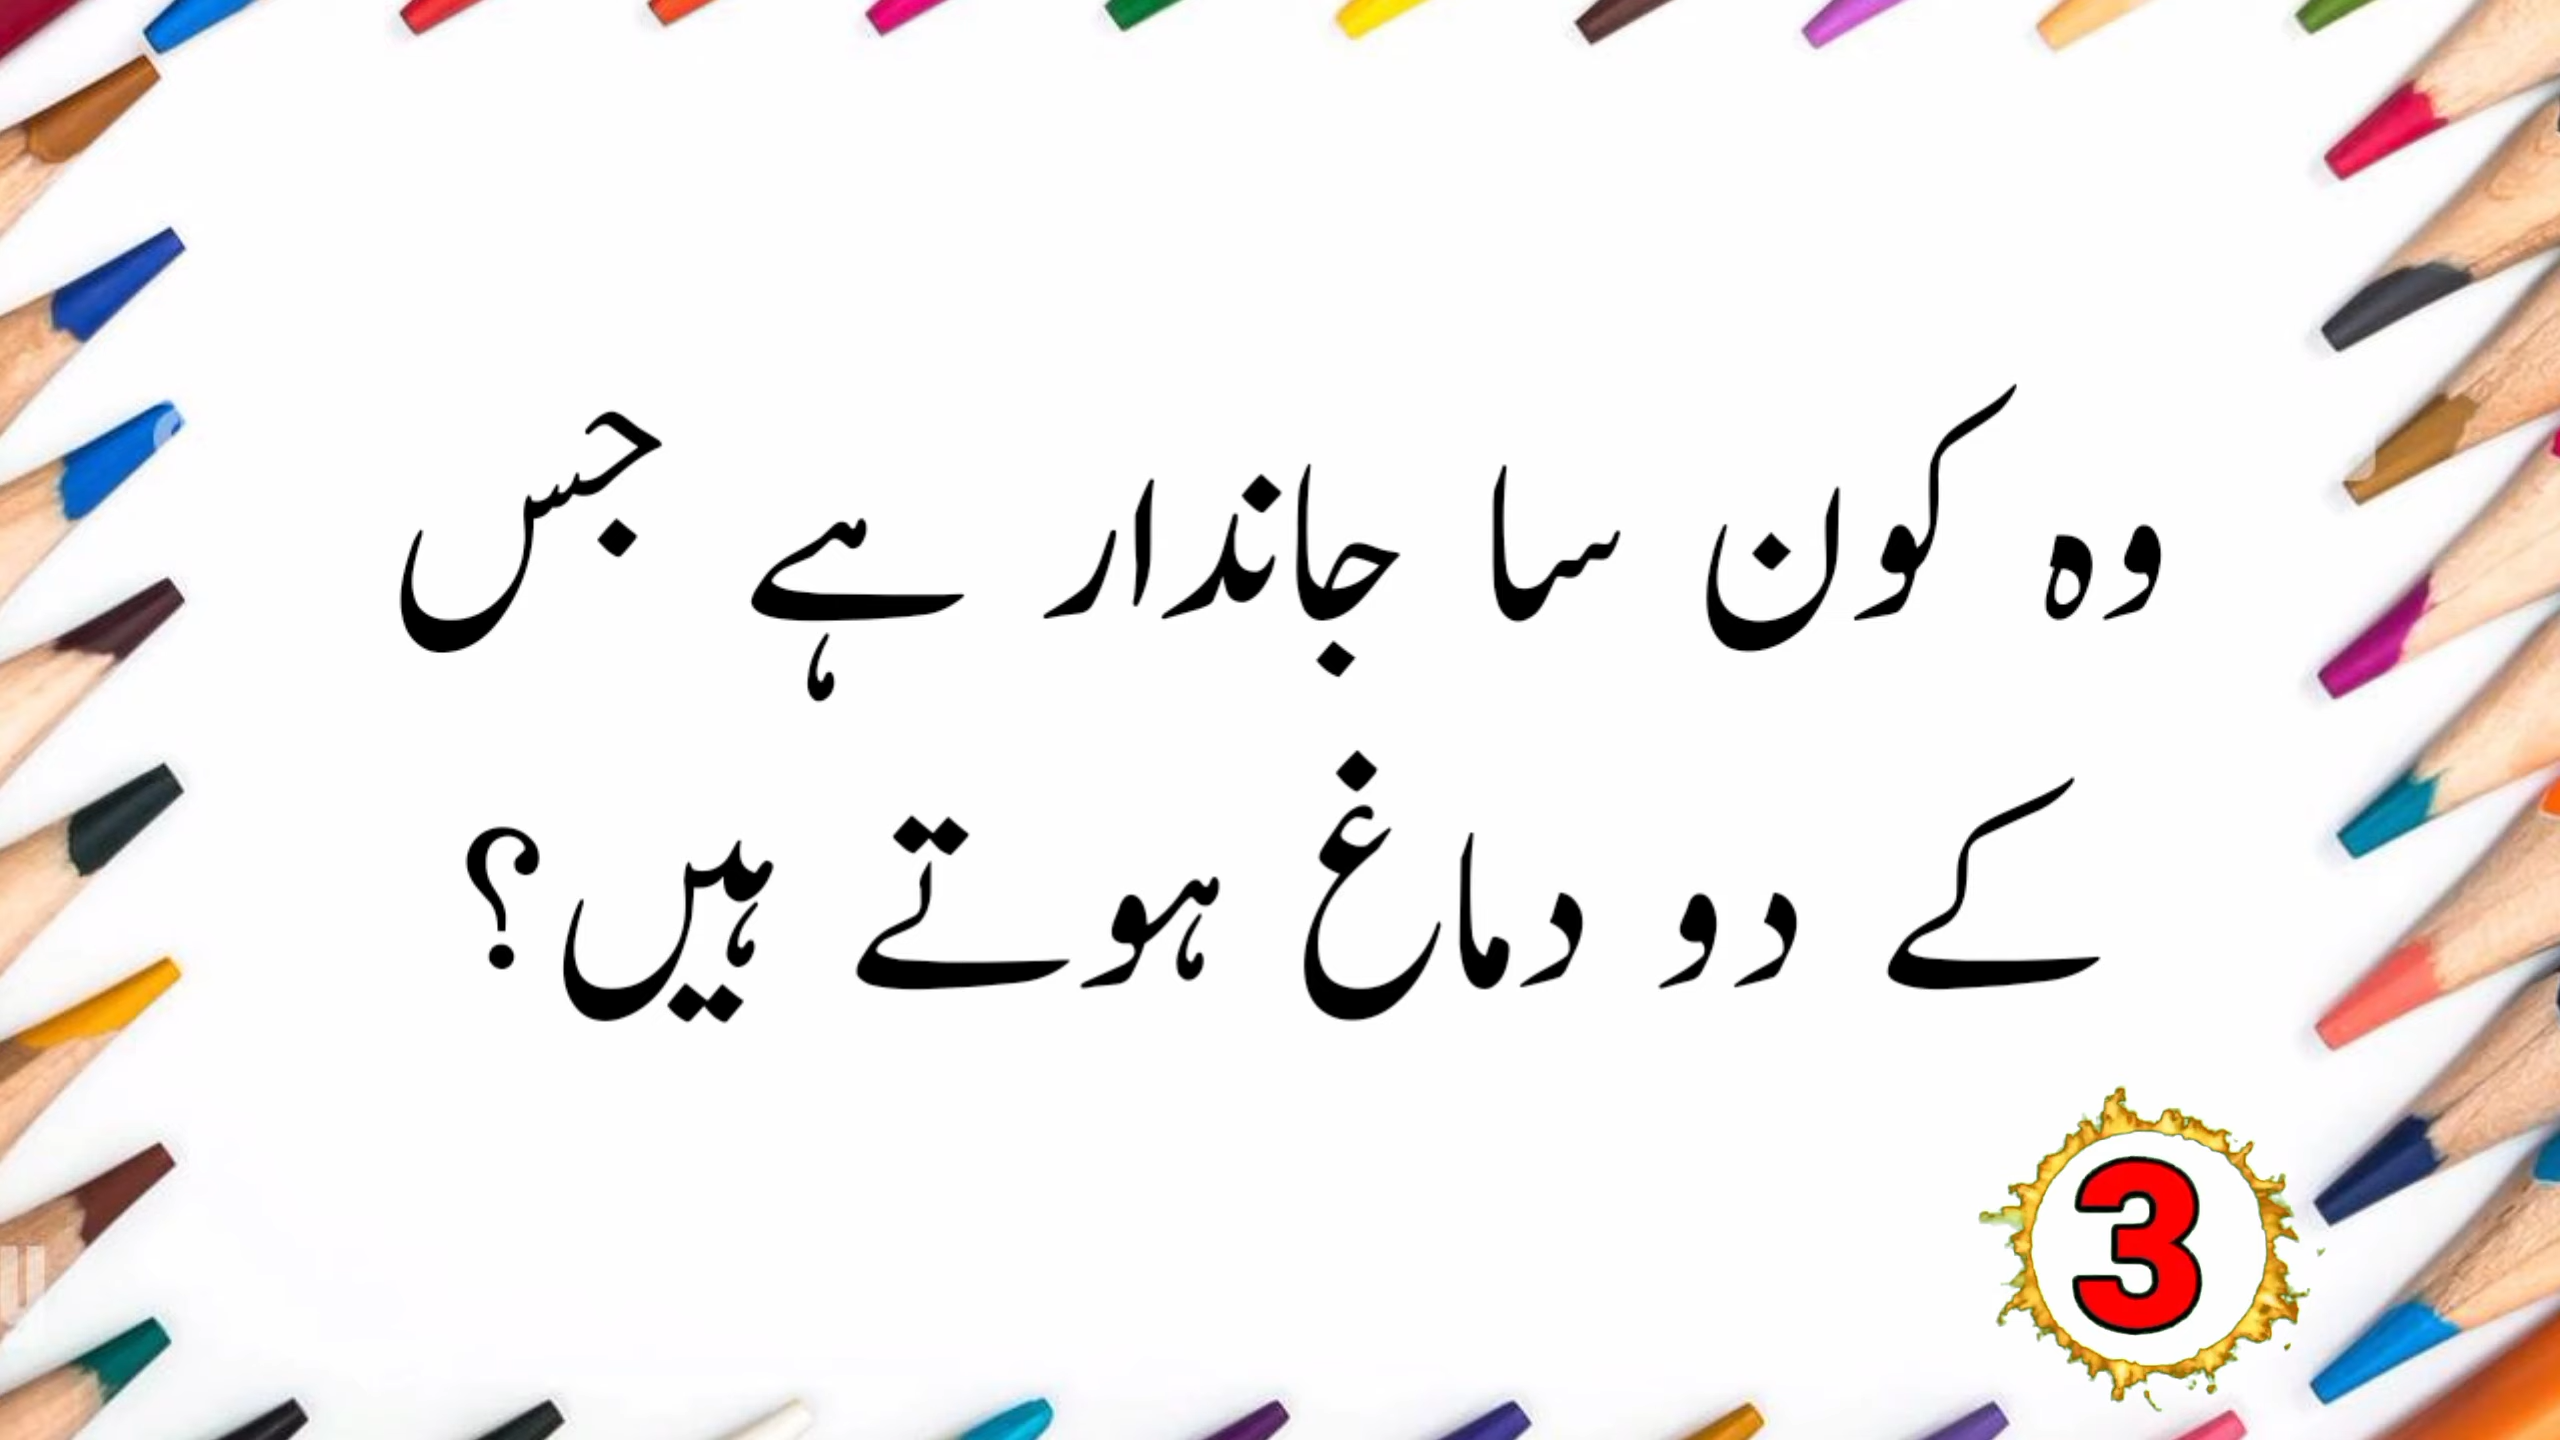 وہ کون سا جاندار ہے جس
کے دو دماغ ہوتے ہیں؟
3